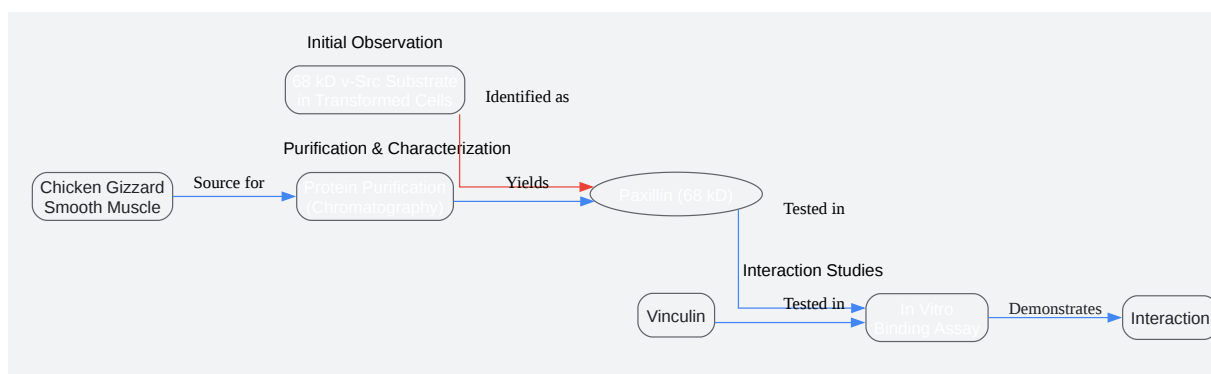 Initial Observation
68 kD v-Src Substrate
in Transformed Cells
Identified as
Purification & Characterization
Chicken Gizzard
Smooth Muscle
Source for
Protein Purification
(Chromatography)
Yields
Paxillin (68 kD)
Tested in
Interaction Studies
Vinculin
Tested in
In Vitro
Binding Assay
Demonstrates
Interaction